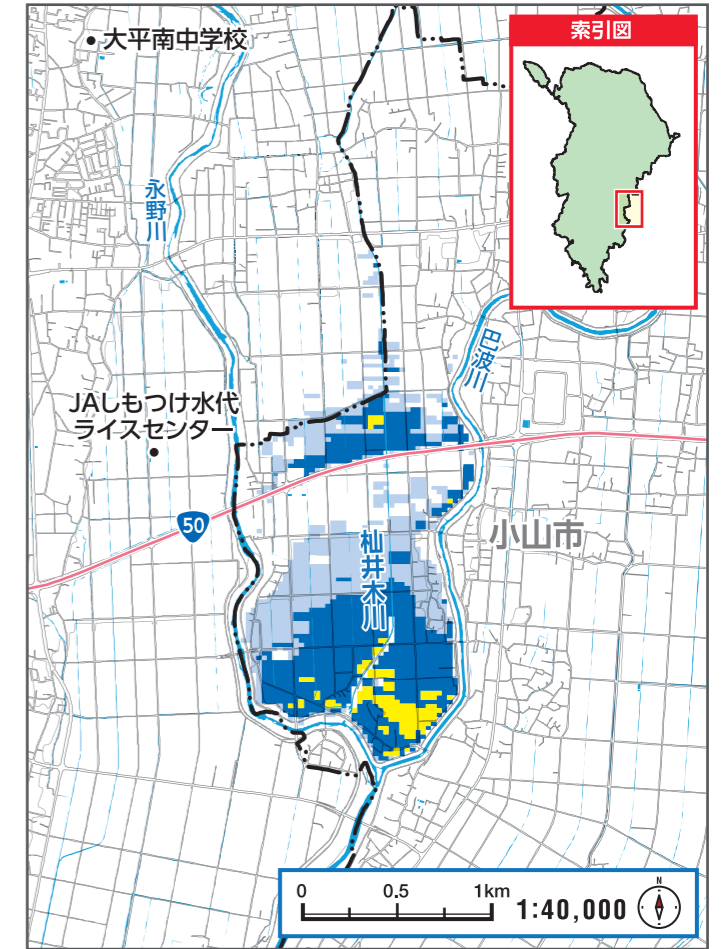 大平南中学校
索引図
永野川
巴波川
JAしもつけ水代
ライスセンター
50
小山市
杣井木川
0 0.5 1km
1:40,000
N